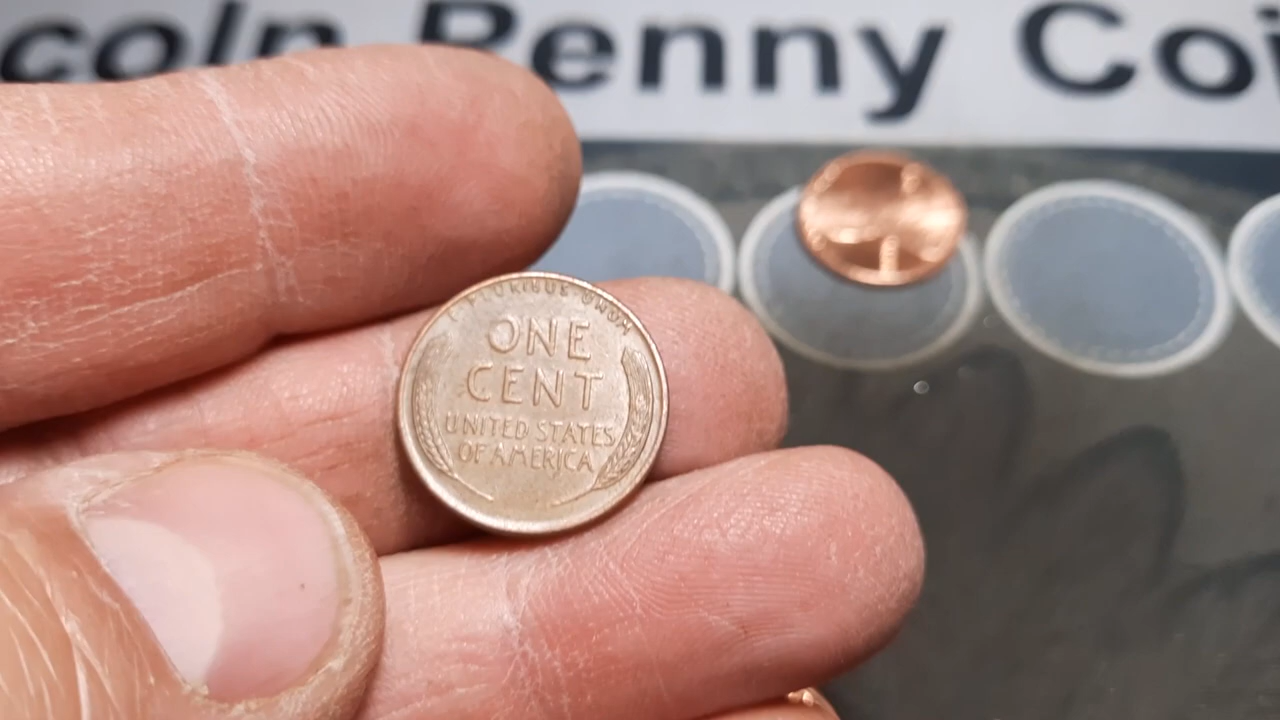 coln Penny Coi
E PLURIBUS UNUM
ONE
CENT
UNITED STATES
OF AMERICA